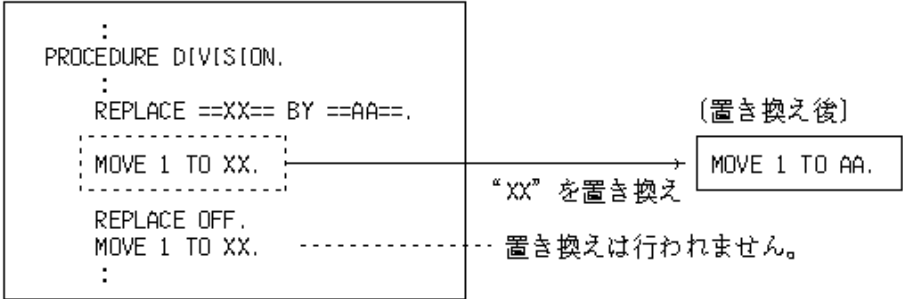 :
PROCEDURE DIVISION.
:
REPLACE ==XX== BY ==AA==.
〔置き換え後〕
MOVE 1 TO XX.
MOVE 1 TO AA.
“XX”を置き換え
REPLACE OFF.
MOVE 1 TO XX.
置き換えは行われません。
: